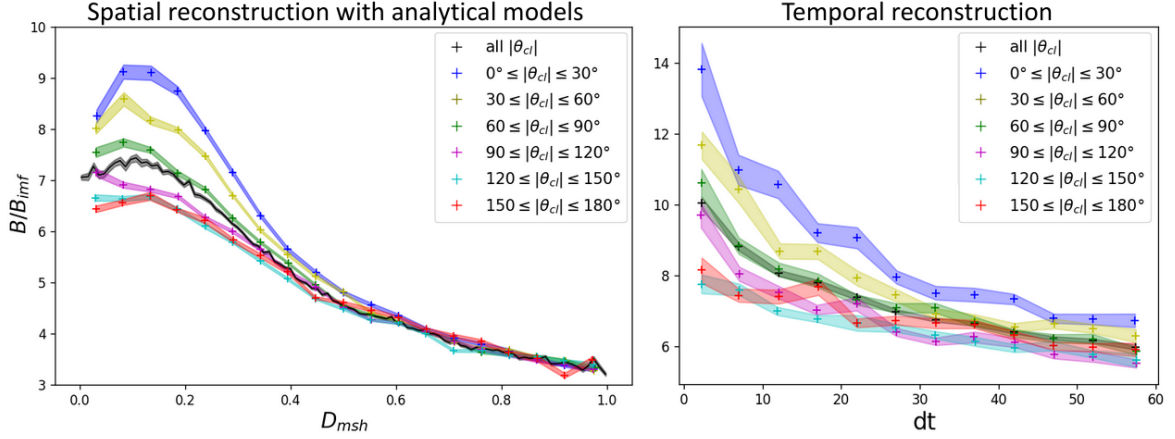 Spatial reconstruction with analytical models
10
9
8
7
6
5
4
3
B/B_imf
0.0 0.2 0.4 0.6 0.8 1.0
D_msh
all |θ_cl|
0° ≤ |θ_cl| ≤ 30°
30 ≤ |θ_cl| ≤ 60°
60 ≤ |θ_cl| ≤ 90°
90 ≤ |θ_cl| ≤ 120°
120 ≤ |θ_cl| ≤ 150°
150 ≤ |θ_cl| ≤ 180°
Temporal reconstruction
14
12
10
8
6
0 10 20 30 40 50 60
dt
all |θ_cl|
0° ≤ |θ_cl| ≤ 30°
30 ≤ |θ_cl| ≤ 60°
60 ≤ |θ_cl| ≤ 90°
90 ≤ |θ_cl| ≤ 120°
120 ≤ |θ_cl| ≤ 150°
150 ≤ |θ_cl| ≤ 180°